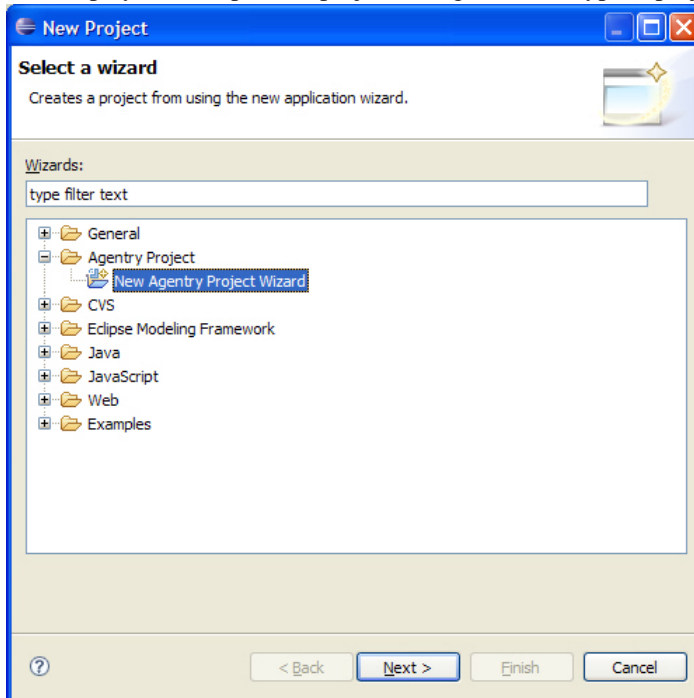 New Project
Select a wizard
Creates a project from using the new application wizard.
Wizards:
type filter text
General
Agentry Project
New Agentry Project Wizard
CVS
Eclipse Modeling Framework
Java
JavaScript
Web
Examples
? < Back Next > Finish Cancel